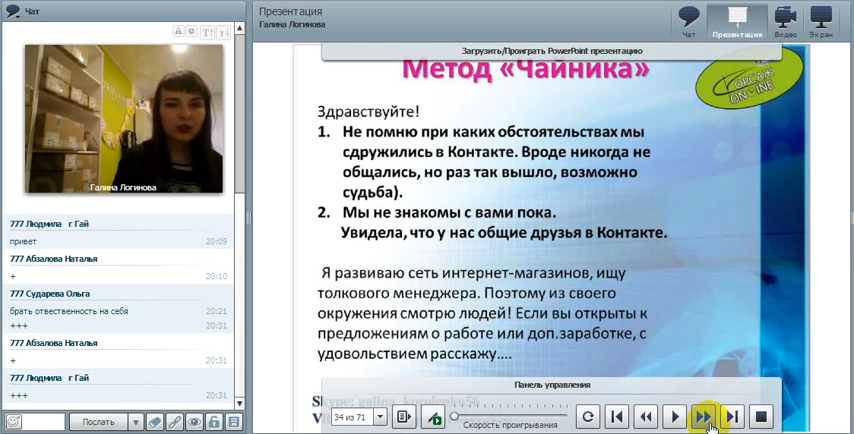 Чат
Галина Логинова
777 Людмила г Гай
привет 20:09
777 Абзалова Наталья
+ 20:10
777 Сударева Ольга
брать отвественность на себя 20:21
+++ 20:31
777 Абзалова Наталья
+ 20:31
777 Людмила г Гай
+++ 20:31
Послать
Презентация
Галина Логинова
Чат
Презентация
Видео
Экран
Загрузить/Проиграть PowerPoint презентацию
Метод «Чайника»
ОРСАЖ
ON-LINE
Здравствуйте!
1. Не помню при каких обстоятельствах мы
сдружились в Контакте. Вроде никогда не
общались, но раз так вышло, возможно
судьба).
2. Мы не знакомы с вами пока.
Увидела, что у нас общие друзья в Контакте.
Я развиваю сеть интернет-магазинов, ищу
толкового менеджера. Поэтому из своего
окружения смотрю людей! Если вы открыты к
предложениям о работе или доп.заработке, с
удовольствием расскажу....
Панель управления
Skype:
34 из 71
Скорость проигрывания